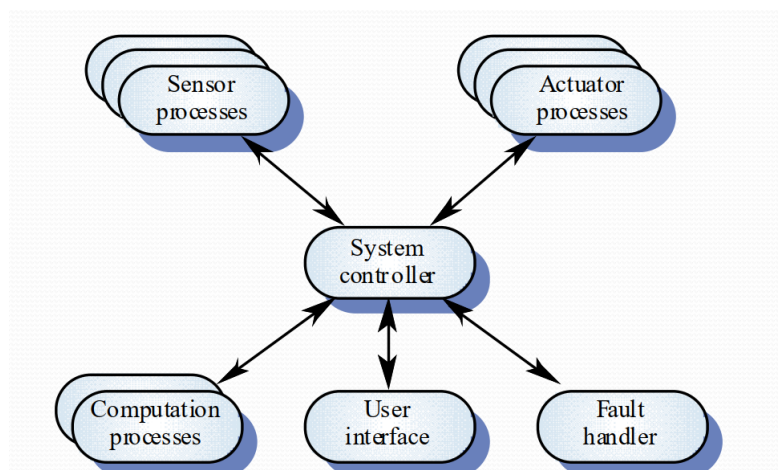 Sensor
processes
Actuator
processes
System
controller
Computation
processes
User
interface
Fault
handler